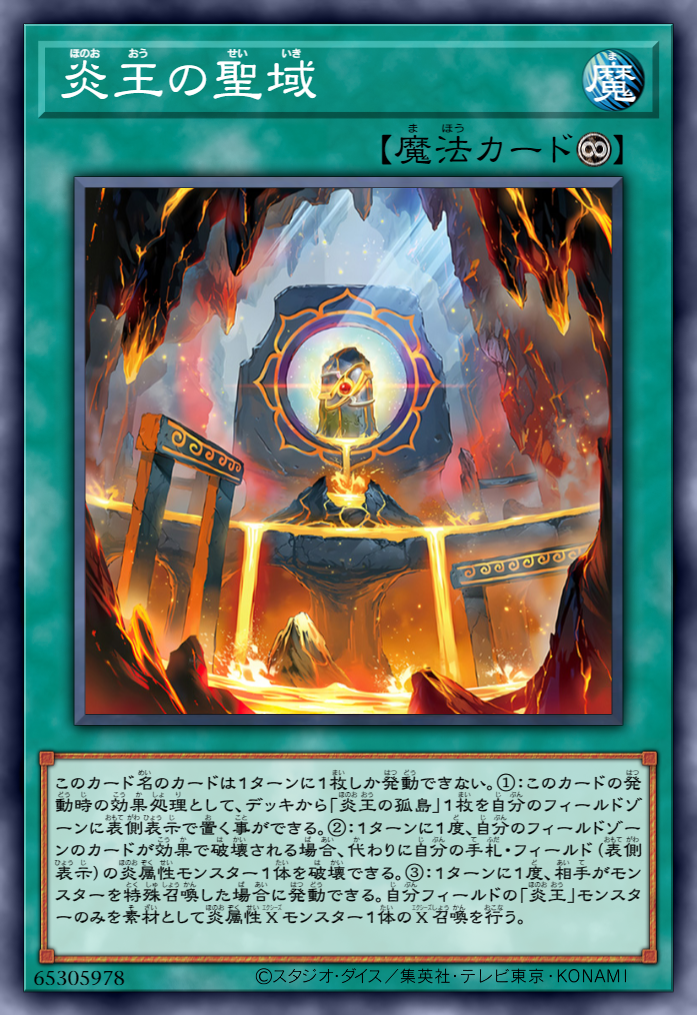 炎王の聖域
魔
【魔法カード∞】
このカード名のカードは1ターンに1枚しか発動できない。①:このカードの発
動時の効果処理として、デッキから「炎王の孤島」1枚を自分のフィールドゾ
ーンに表側表示で置く事ができる。②:1ターンに1度、自分のフィールドゾー
ンのカードが効果で破壊される場合、代わりに自分の手札・フィールド(表側
表示)の炎属性モンスター1体を破壊できる。③:1ターンに1度、相手がモン
スターを特殊召喚した場合に発動できる。自分フィールドの「炎王」モンスタ
ーのみを素材として炎属性Xモンスター1体のX召喚を行う。
65305978 ©スタジオ・ダイス/集英社・テレビ東京・KONAMI